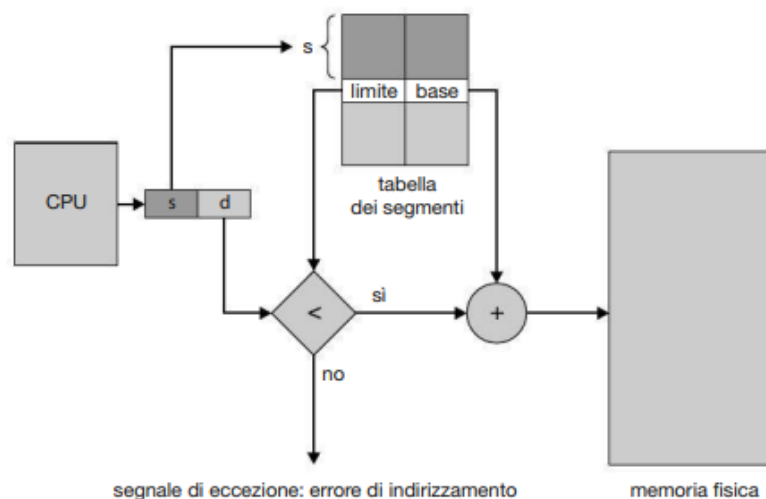 s
limite base
CPU
s d
tabella
dei segmenti
<
sì
+
no
segnale di eccezione: errore di indirizzamento
memoria fisica